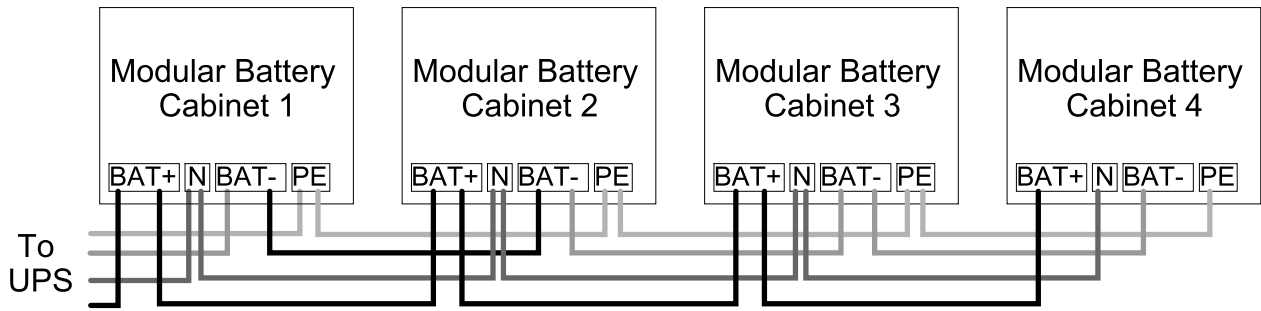 Modular Battery
Cabinet 1
Modular Battery
Cabinet 2
Modular Battery
Cabinet 3
Modular Battery
Cabinet 4
BAT+ N BAT- PE
BAT+ N BAT- PE
BAT+ N BAT- PE
BAT+ N BAT- PE
To
UPS